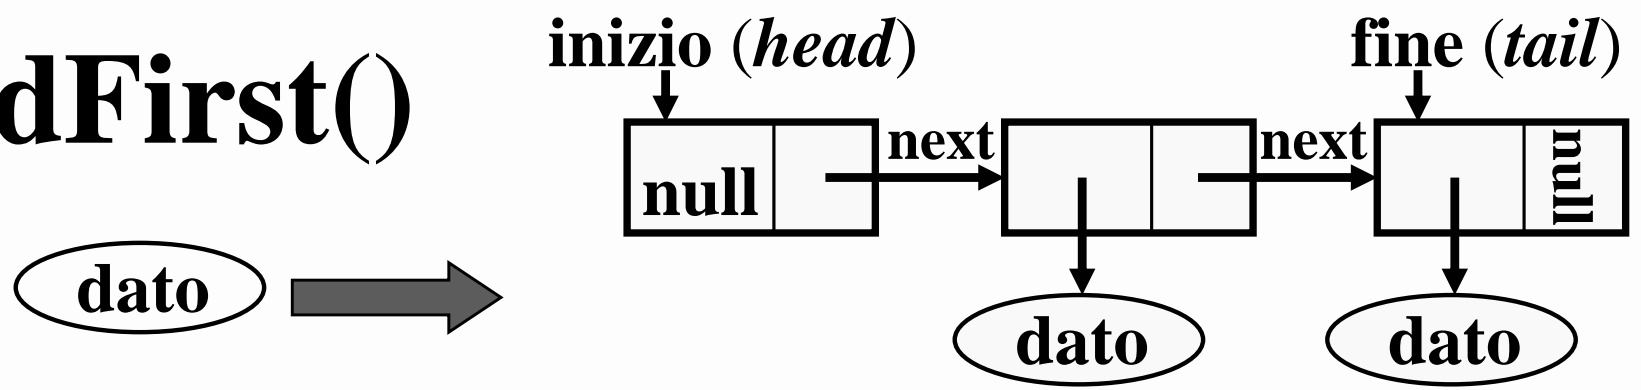 dFirst()
inizio (head)
fine (tail)
null
next
next
null
dato
dato
dato